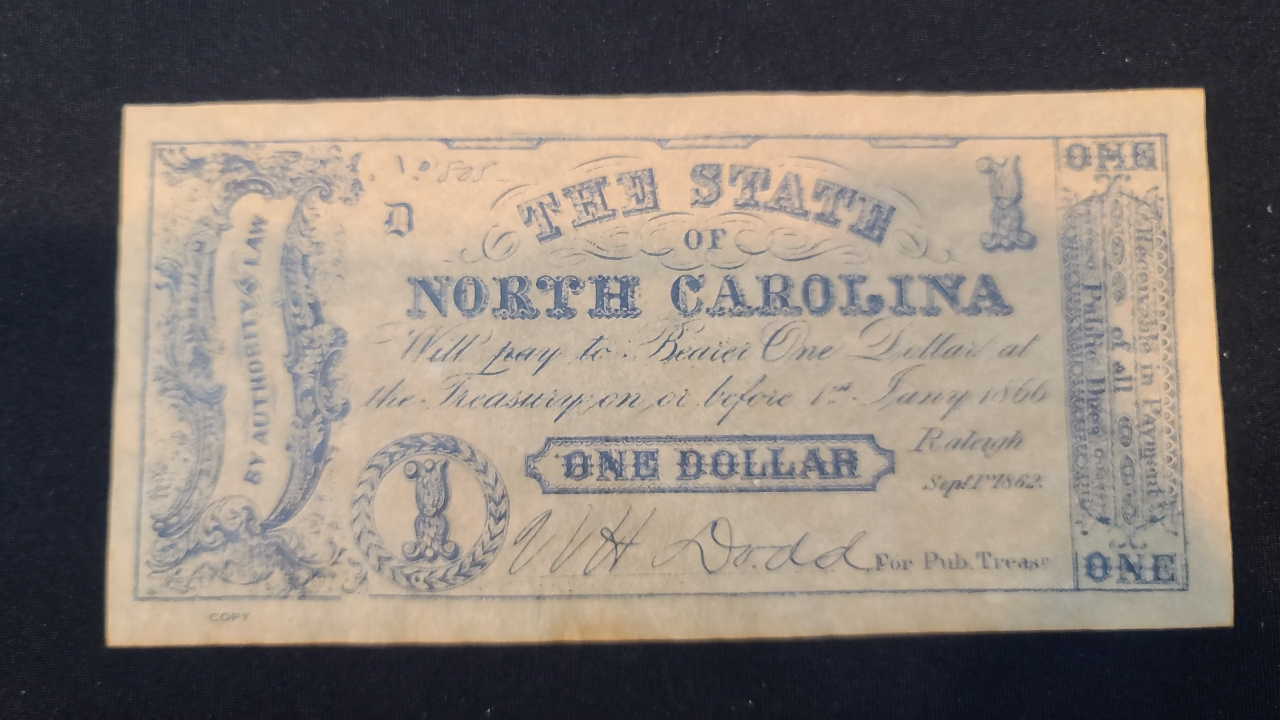 BY AUTHORITY OF LAW
D
THE STATE
OF
NORTH CAROLINA
1
Will pay to Bearer One Dollar at
the Treasury on or before 1st Jany 1866
Raleigh
Sept. 1st 1862.
ONE DOLLAR
1
Dodd For Pub. Treasr
ONE
Receivable in Payment
of all
Public Dues
ONE
COPY